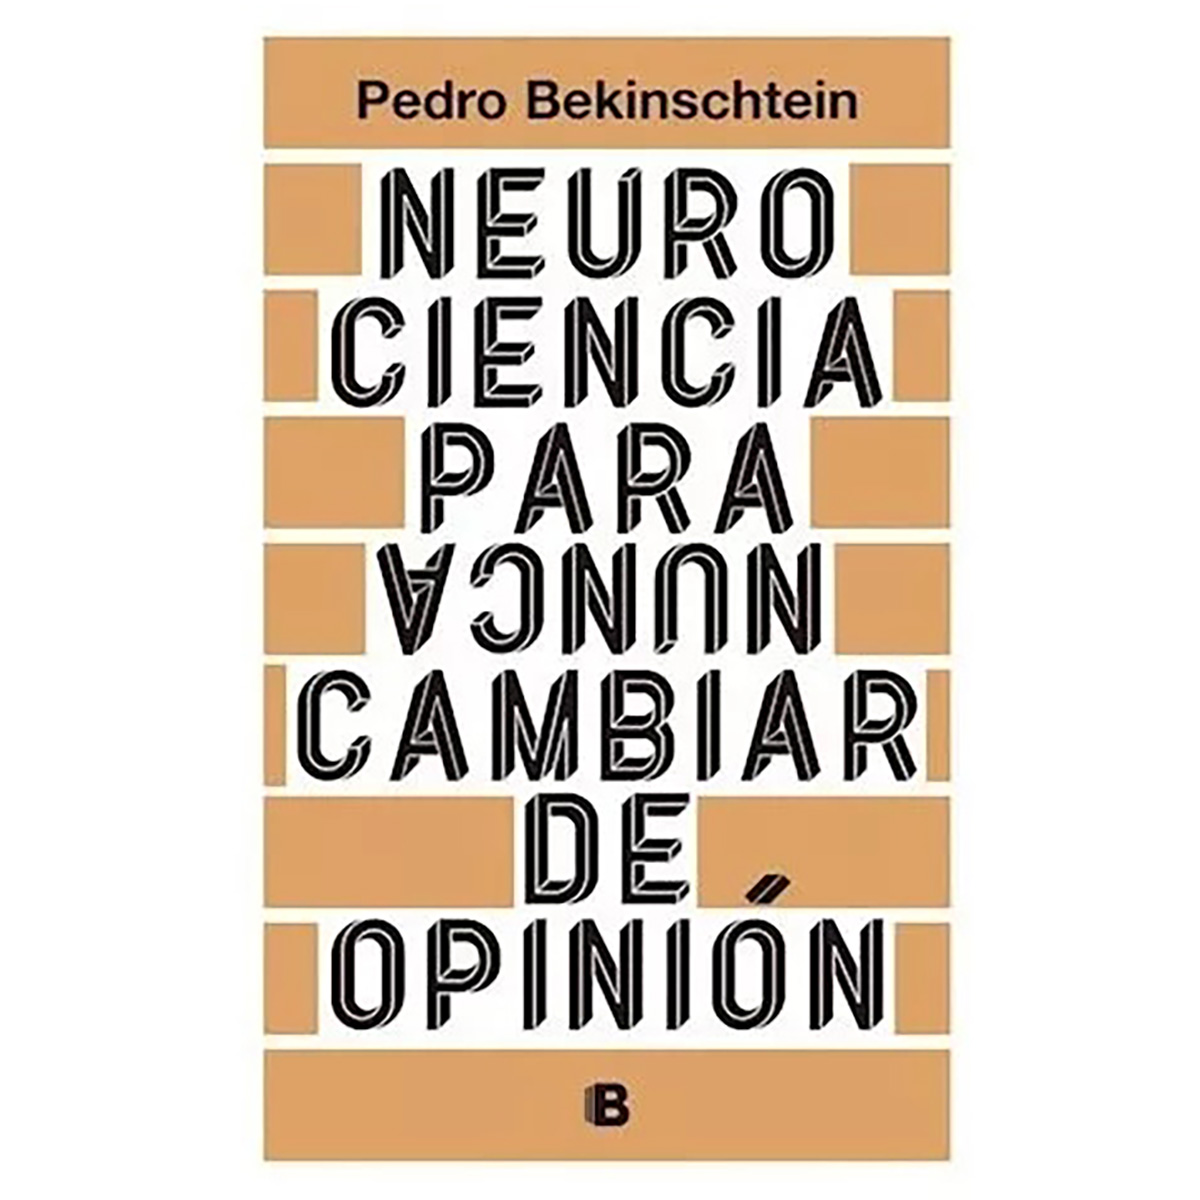 Pedro Bekinschtein
NEURO
CIENCIA
PARA
NUNCA
CAMBIAR
DE
OPINIÓN
B